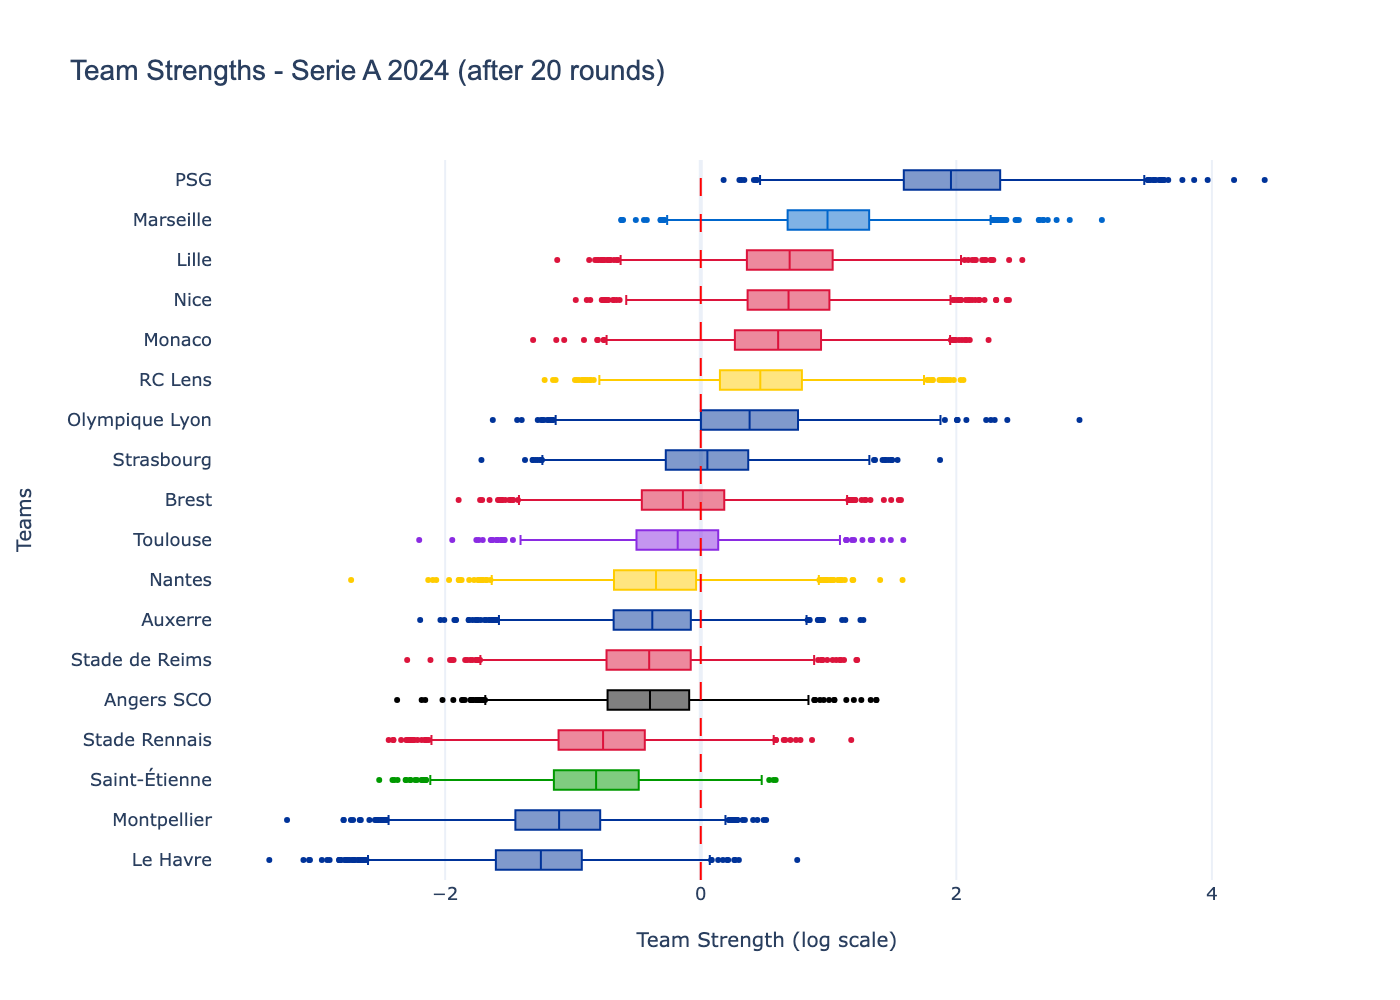 Team Strengths - Serie A 2024 (after 20 rounds)
Teams
PSG
Marseille
Lille
Nice
Monaco
RC Lens
Olympique Lyon
Strasbourg
Brest
Toulouse
Nantes
Auxerre
Stade de Reims
Angers SCO
Stade Rennais
Saint-Étienne
Montpellier
Le Havre
−2 0 2 4
Team Strength (log scale)